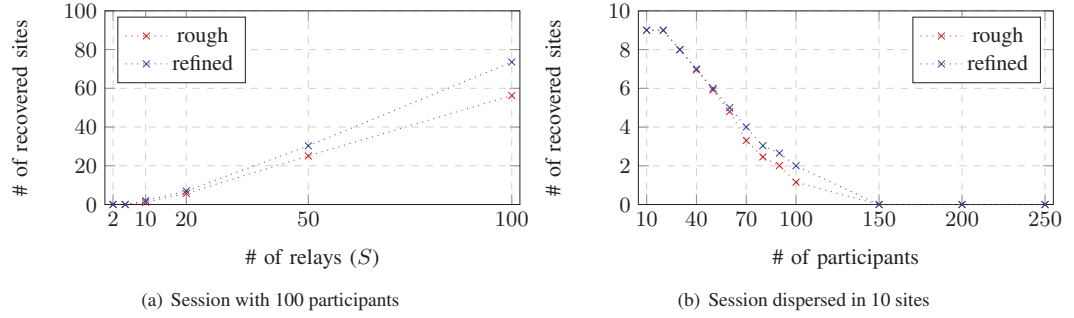 # of recovered sites
100
80
60
40
20
0
rough
refined
2 10 20 50 100
# of relays (S)
(a) Session with 100 participants
# of recovered sites
10
8
6
4
2
0
rough
refined
10 40 70 100 150 200 250
# of participants
(b) Session dispersed in 10 sites